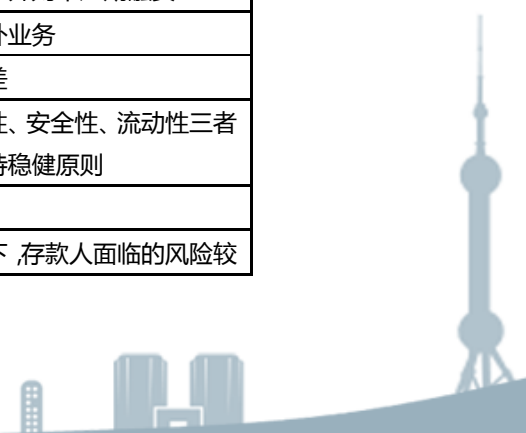 外业务
差
性、安全性、流动性三者
持稳健原则
下 ,存款人面临的风险较